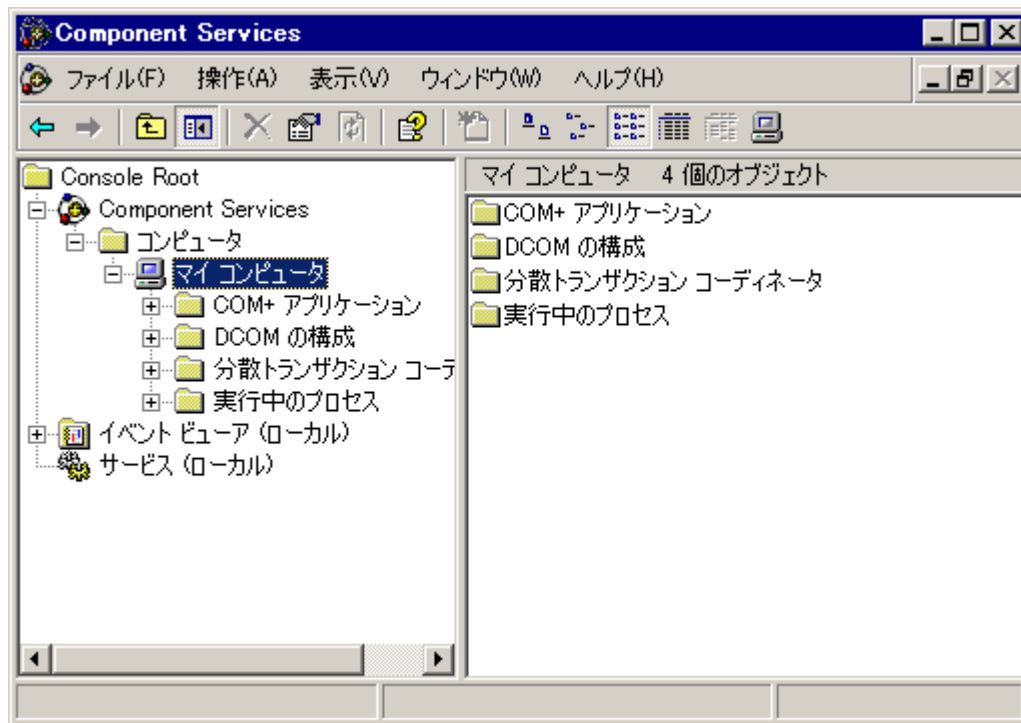 Component Services
ファイル(F) 操作(A) 表示(V) ウィンドウ(W) ヘルプ(H)
Console Root
Component Services
コンピュータ
マイ コンピュータ
COM+ アプリケーション
DCOM の構成
分散トランザクション コーデ
実行中のプロセス
イベント ビューア (ローカル)
サービス (ローカル)
マイ コンピュータ 4 個のオブジェクト
COM+ アプリケーション
DCOM の構成
分散トランザクション コーディネータ
実行中のプロセス